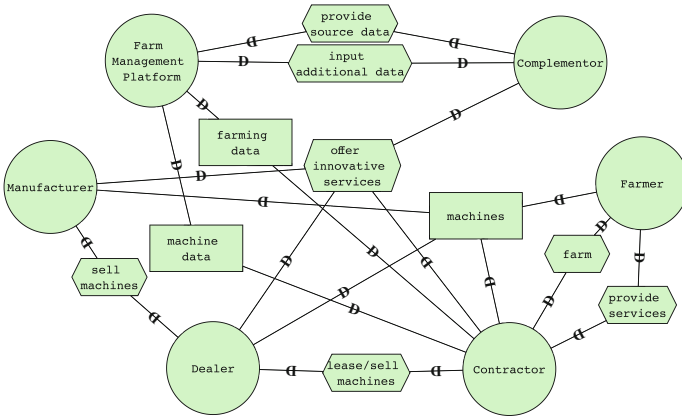 provide
source data
D
D
Farm
Management
Platform
D
input
additional data
D
Complementor
D
D
farming
data
offer
innovative
services
D
D
Manufacturer
D
D
machines
D
Farmer
D
machine
data
D
farm
D
D
D
D
D
sell
machines
D
D
D
D
D
provide
services
D
D
Dealer
D
lease/sell
machines
D
Contractor